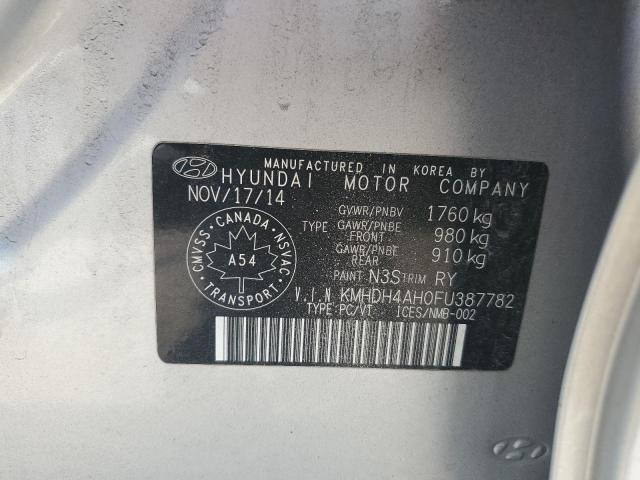 MANUFACTURED IN KOREA BY
HYUNDAI MOTOR COMPANY
NOV/17/14
GVWR/PNBV 1760 kg
TYPE GAWR/PNBE FRONT 980 kg
GAWR/PNBE REAR 910 kg
PAINT N3S TRIM RY
V.I.N KMHDH4AH0FU387782
TYPE:PC/VT ICES/NMB-002
CMVSS · CANADA · NSVAC
A54
TRANSPORT